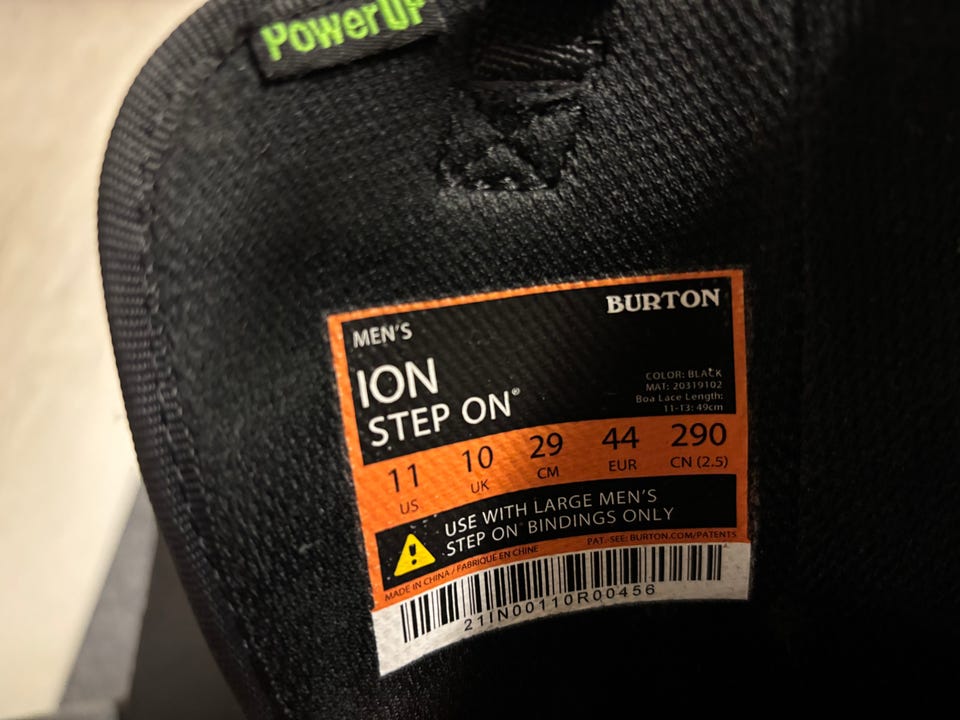 PowerUP
BURTON
MEN'S
ION
STEP ON®
COLOR: BLACK
MAT: 20319102
Boa Lace Length:
11-13: 49cm
11 10 29 44 290
US UK CM EUR CN (2.5)
USE WITH LARGE MEN'S
STEP ON BINDINGS ONLY
MADE IN CHINA / FABRIQUE EN CHINE PAT. SEE: BURTON.COM/PATENTS
21IN00110R00456